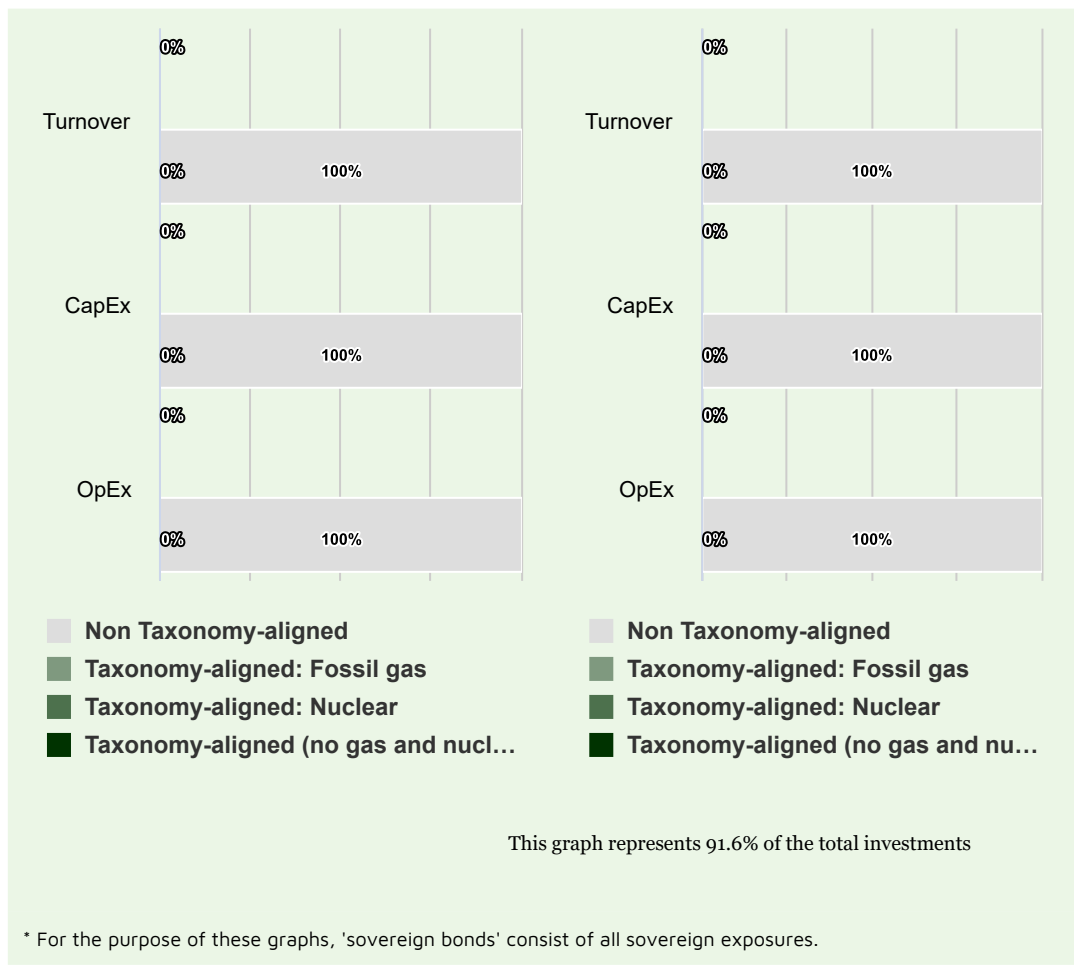 0%
Turnover
0% 100%
0%
CapEx
0% 100%
0%
OpEx
0% 100%
Non Taxonomy-aligned
Taxonomy-aligned: Fossil gas
Taxonomy-aligned: Nuclear
Taxonomy-aligned (no gas and nucl…
0%
Turnover
0% 100%
0%
CapEx
0% 100%
0%
OpEx
0% 100%
Non Taxonomy-aligned
Taxonomy-aligned: Fossil gas
Taxonomy-aligned: Nuclear
Taxonomy-aligned (no gas and nu…
This graph represents 91.6% of the total investments
* For the purpose of these graphs, 'sovereign bonds' consist of all sovereign exposures.